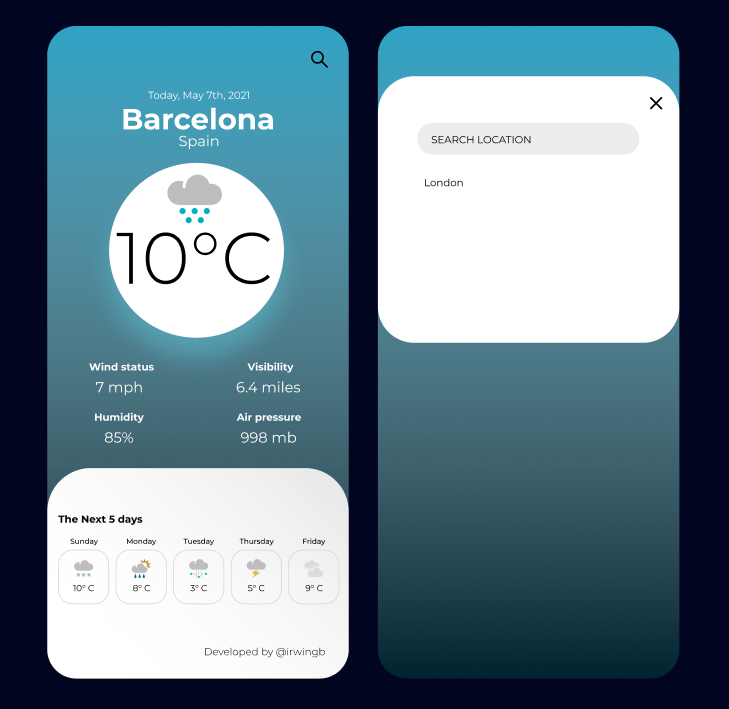 Today, May 7th, 2021
Barcelona
Spain
10°C
Wind status
7 mph
Visibility
6.4 miles
Humidity
85%
Air pressure
998 mb
The Next 5 days
Sunday
10° C
Monday
8° C
Tuesday
3° C
Thursday
5° C
Friday
9° C
Developed by @irwingb
SEARCH LOCATION
London